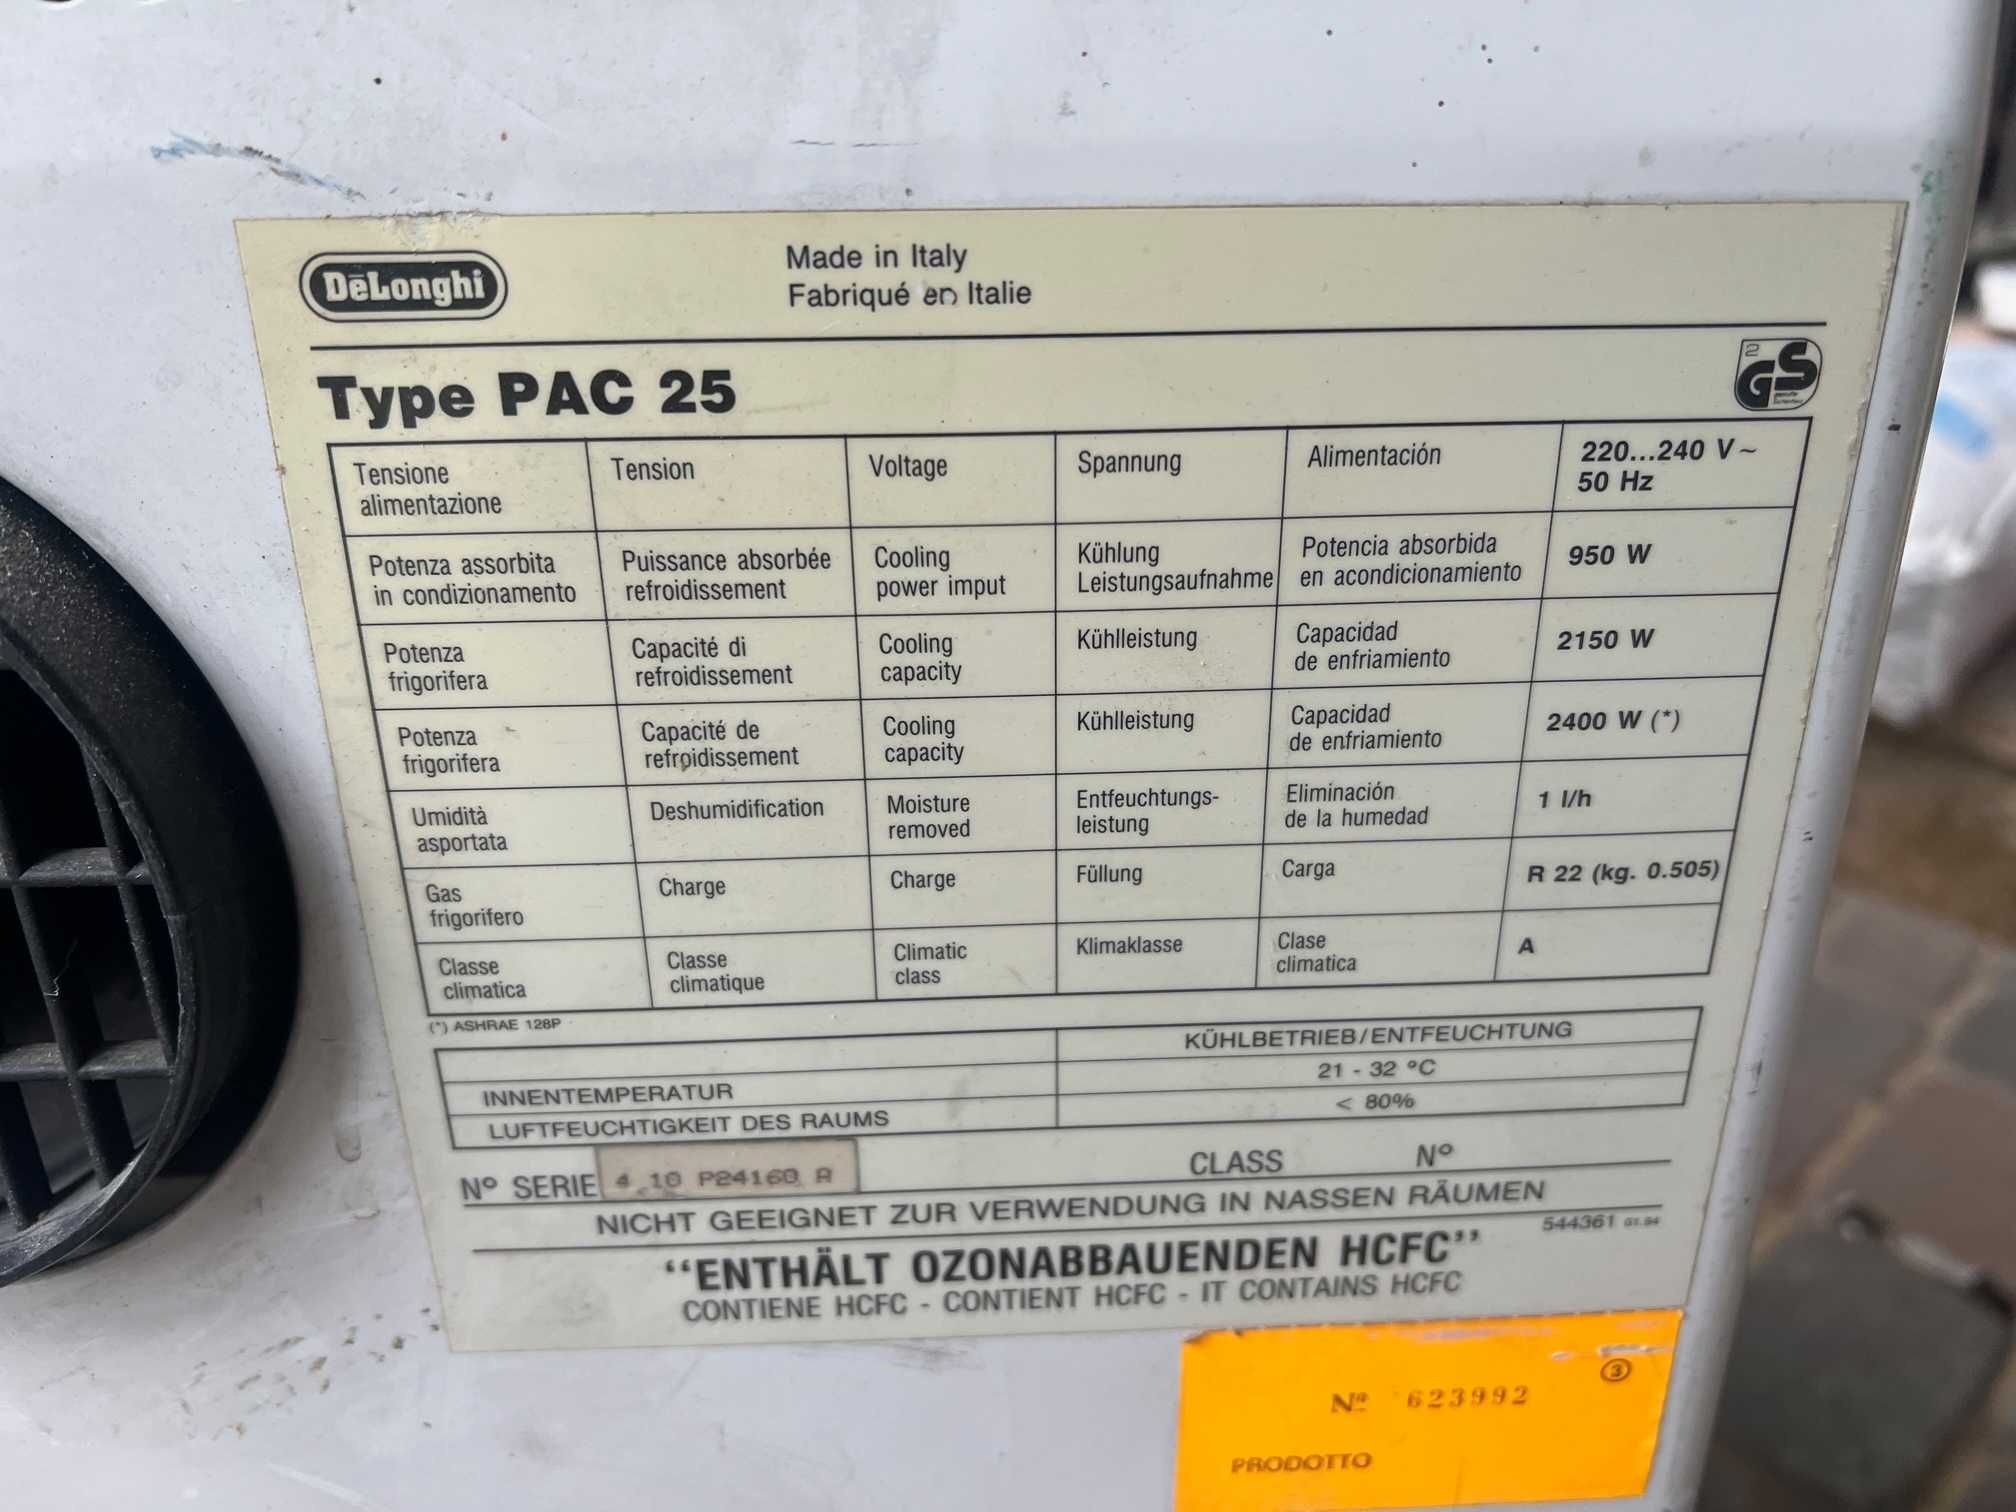 DēLonghi
Made in Italy
Fabriqué en Italie
Type PAC 25
2
GS
Tensione alimentazione Tension Voltage Spannung Alimentación 220...240 V~ 50 Hz
Potenza assorbita in condizionamento Puissance absorbée refroidissement Cooling power imput Kühlung Leistungsaufnahme Potencia absorbida en acondicionamiento 950 W
Potenza frigorifera Capacité di refroidissement Cooling capacity Kühlleistung Capacidad de enfriamiento 2150 W
Potenza frigorifera Capacité de refroidissement Cooling capacity Kühlleistung Capacidad de enfriamiento 2400 W (*)
Umidità asportata Deshumidification Moisture removed Entfeuchtungs-leistung Eliminación de la humedad 1 l/h
Gas frigorifero Charge Charge Füllung Carga R 22 (kg. 0.505)
Classe climatica Classe climatique Climatic class Klimaklasse Clase climatica A
(*) ASHRAE 128P
KÜHLBETRIEB/ENTFEUCHTUNG
INNENTEMPERATUR 21 - 32 °C
LUFTFEUCHTIGKEIT DES RAUMS < 80%
N° SERIE 4 10 P24160 R CLASS N°
NICHT GEEIGNET ZUR VERWENDUNG IN NASSEN RÄUMEN
544361
"ENTHÄLT OZONABBAUENDEN HCFC"
CONTIENE HCFC - CONTIENT HCFC - IT CONTAINS HCFC
3
Nº 623992
PRODOTTO